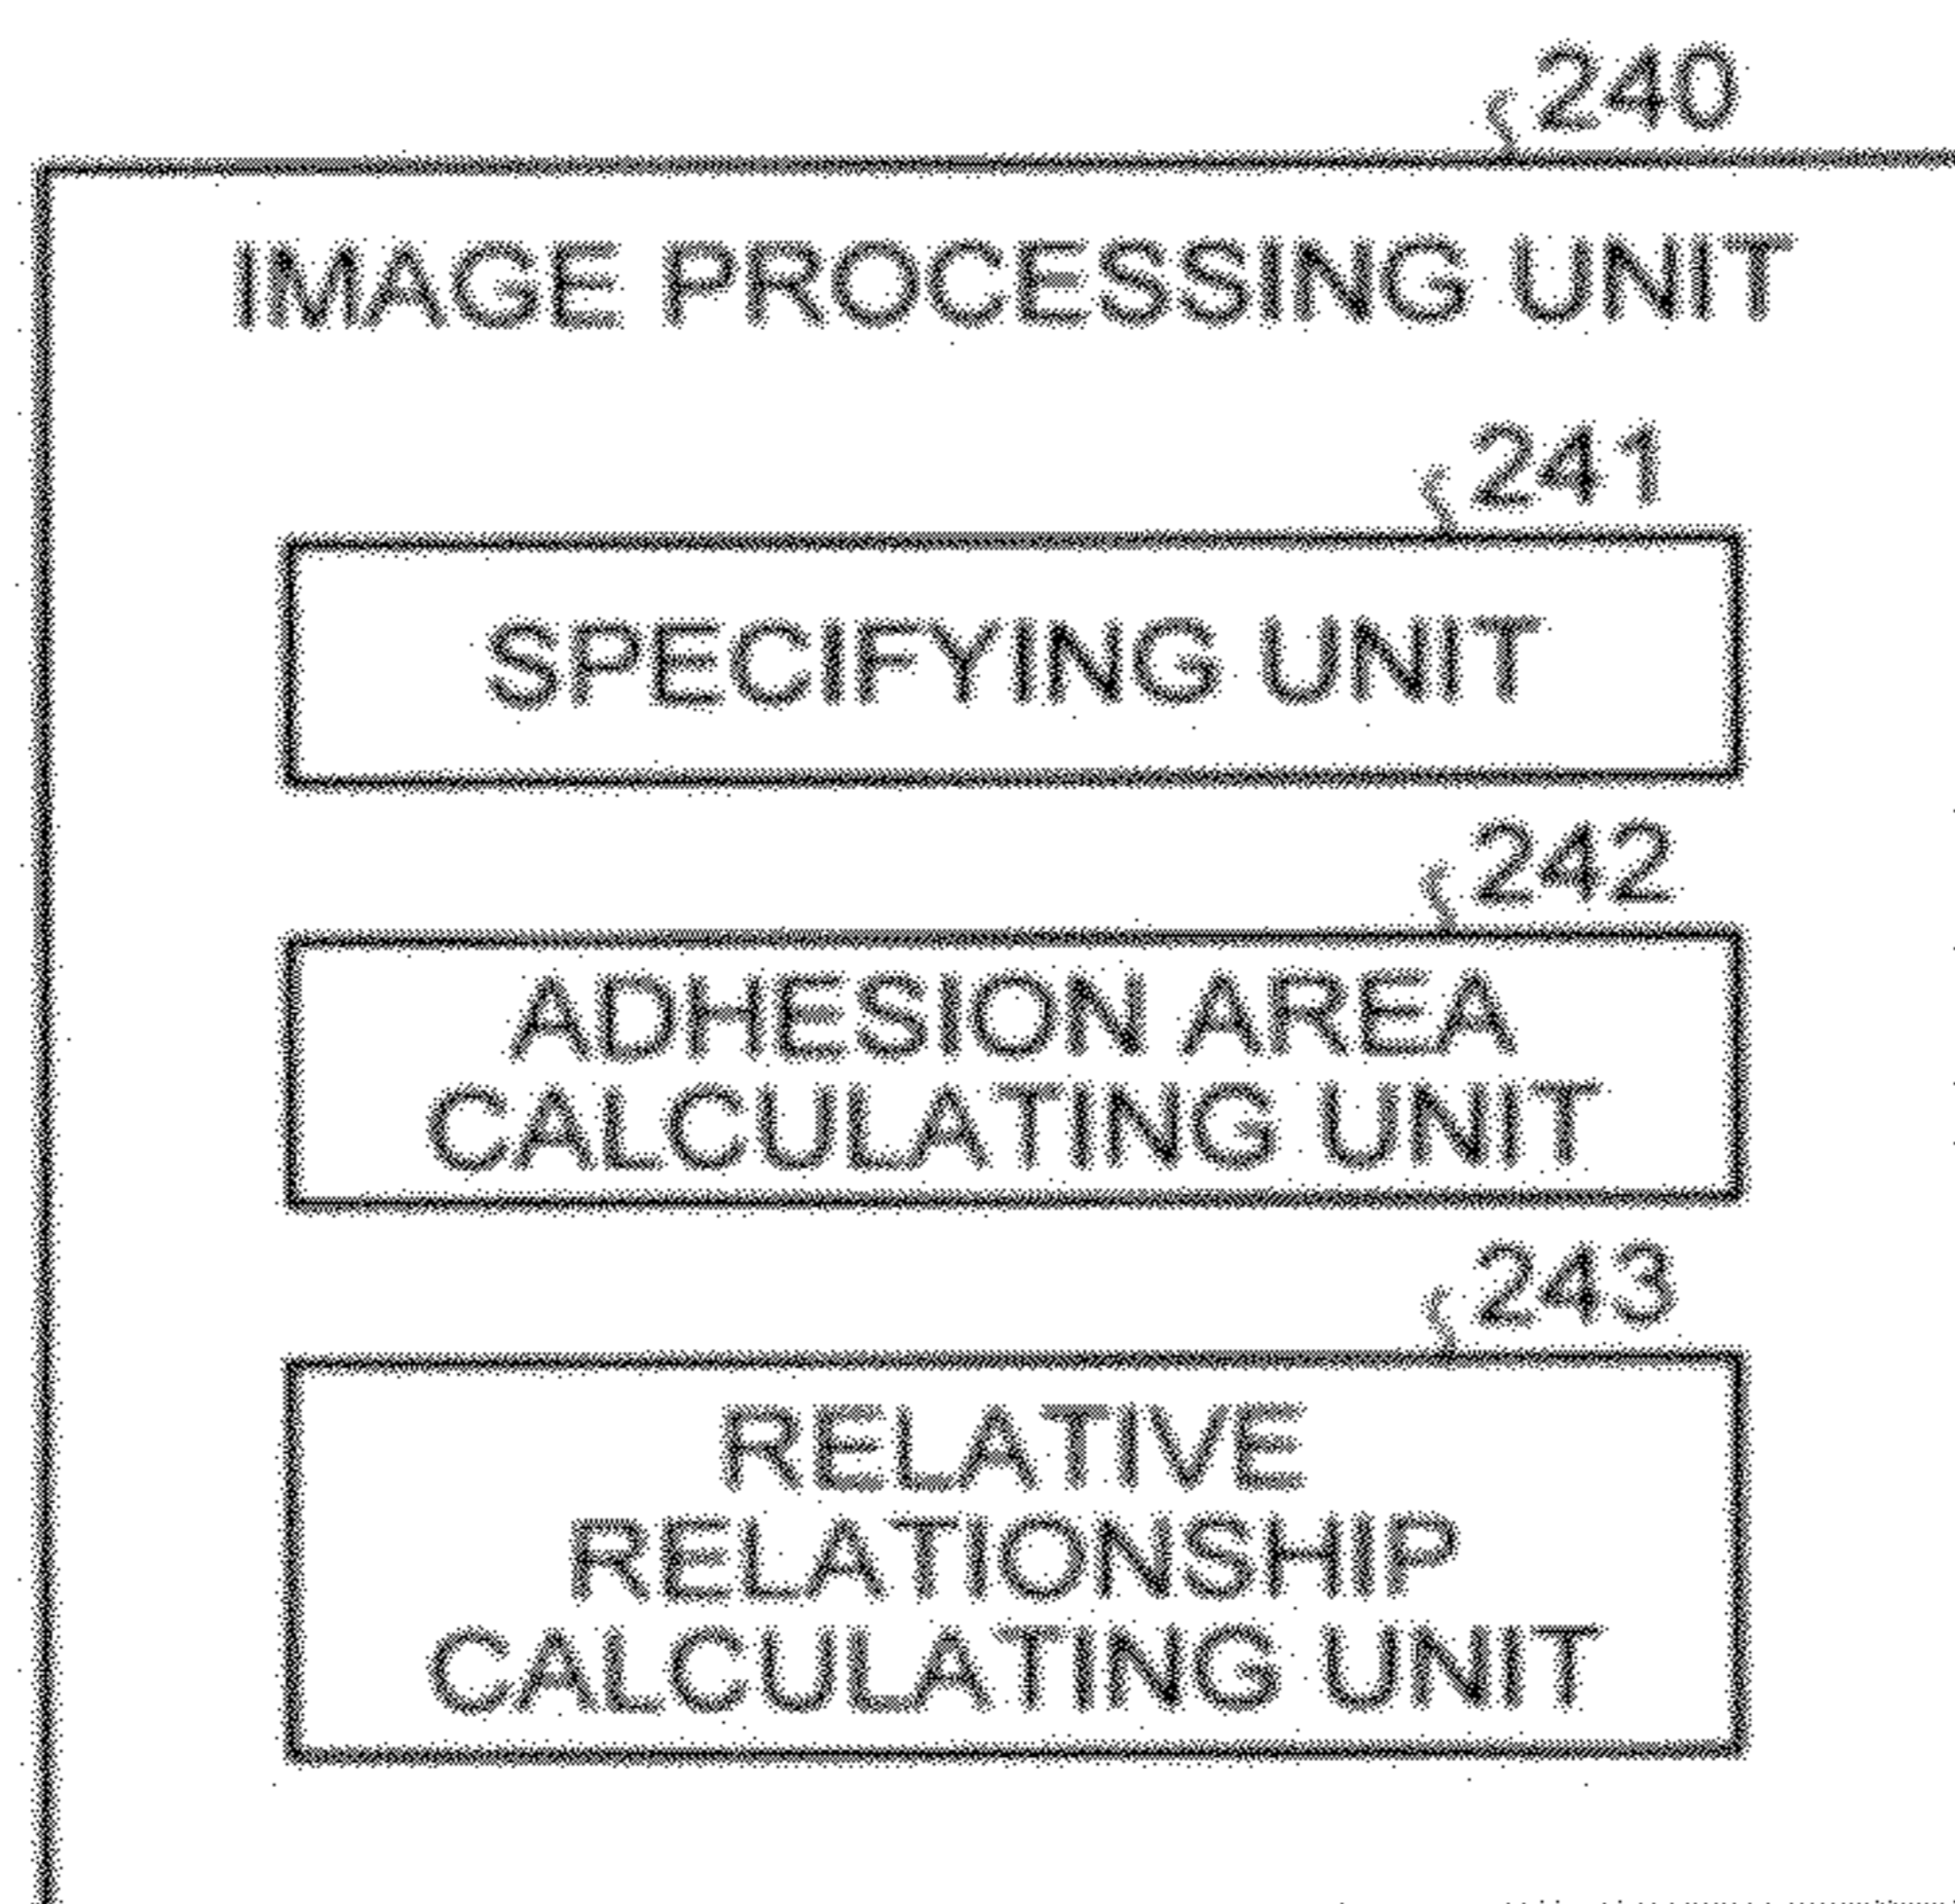 240
IMAGE PROCESSING UNIT
241
SPECIFYING UNIT
242
ADHESION AREA
CALCULATING UNIT
243
RELATIVE
RELATIONSHIP
CALCULATING UNIT